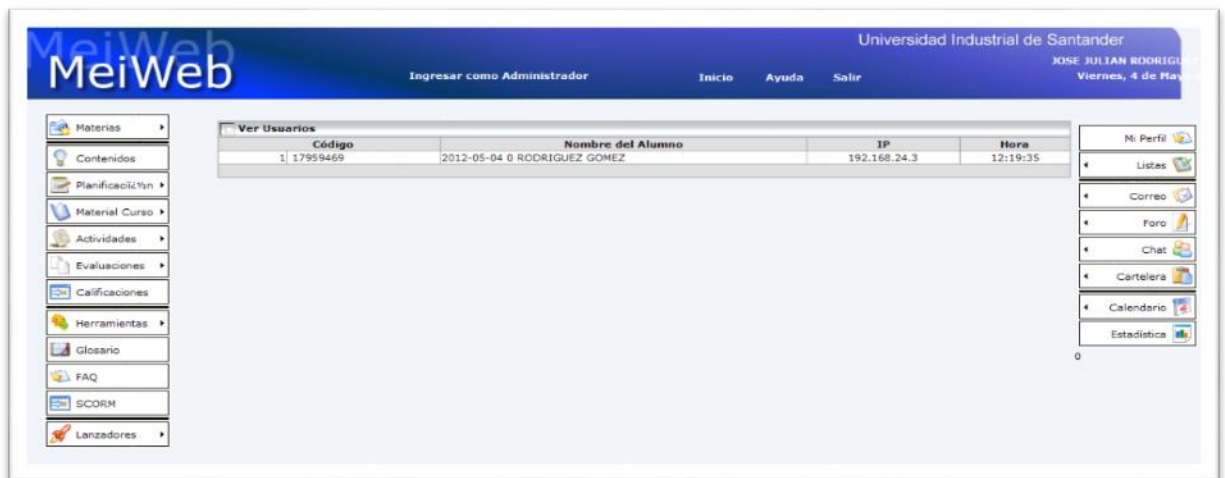 Universidad Industrial de Santander
MeiWeb
MeiWeb
JOSE JULIAN RODRIGU
Ingresar como Administrador Inicio Ayuda Salir Viernes, 4 de May
Materias
Contenidos
Planificaciï¿½n
Material Curso
Actividades
Evaluaciones
Calificaciones
Herramientas
Glosario
FAQ
SCORM
Lanzadores
Ver Usuarios
Código Nombre del Alumno IP Hora
1 17959469 2012-05-04 0 RODRIGUEZ GOMEZ 192.168.24.3 12:19:35
Mi Perfil
Listas
Correo
Foro
Chat
Cartelera
Calendario
Estadística
0